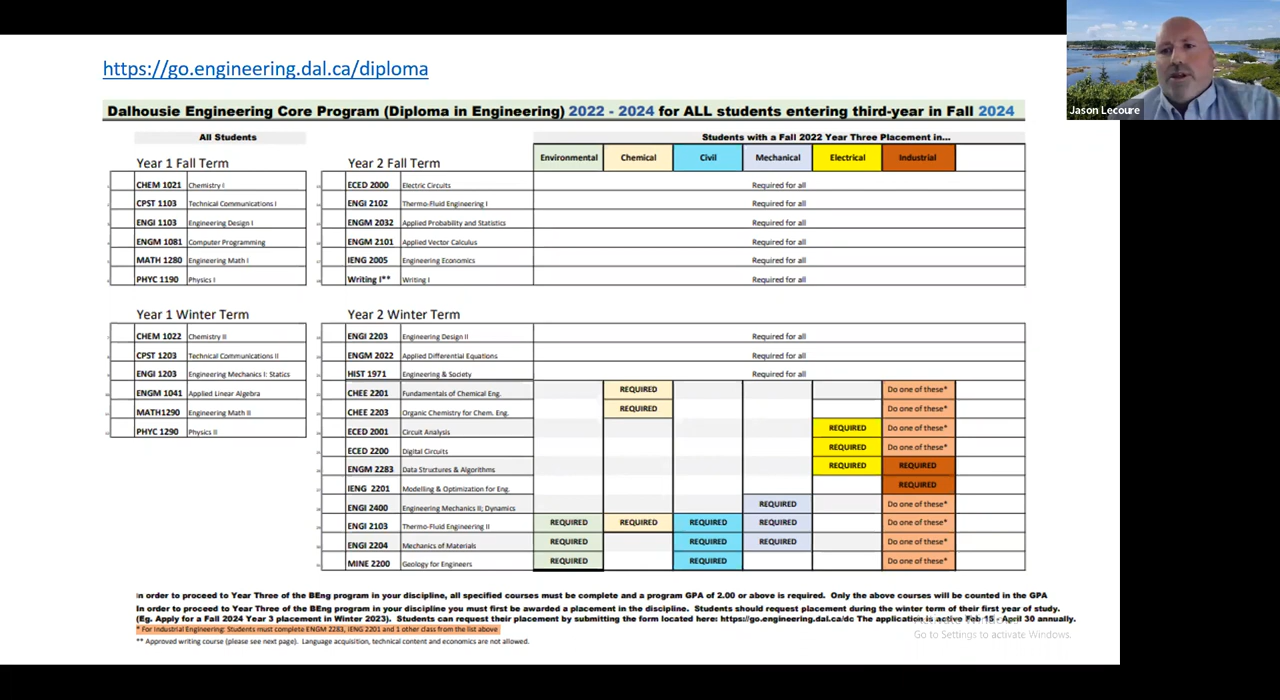 https://go.engineering.dal.ca/diploma
Jason Lecoure
Dalhousie Engineering Core Program (Diploma in Engineering) 2022 - 2024 for ALL students entering third-year in Fall 2024
All Students
Students with a Fall 2022 Year Three Placement in...
Year 1 Fall Term
Year 2 Fall Term
Environmental Chemical Civil Mechanical Electrical Industrial
CHEM 1021 Chemistry I
ECED 2000 Electric Circuits Required for all
CPST 1103 Technical Communications I
ENGI 2102 Thermo-Fluid Engineering I Required for all
ENGI 1103 Engineering Design I
ENGM 2032 Applied Probability and Statistics Required for all
ENGM 1081 Computer Programming
ENGM 2101 Applied Vector Calculus Required for all
MATH 1280 Engineering Math I
IENG 2005 Engineering Economics Required for all
PHYC 1190 Physics I
Writing I** Writing I Required for all
Year 1 Winter Term
Year 2 Winter Term
CHEM 1022 Chemistry II
ENGI 2203 Engineering Design II Required for all
CPST 1203 Technical Communications II
ENGM 2022 Applied Differential Equations Required for all
ENGI 1203 Engineering Mechanics I: Statics
HIST 1971 Engineering & Society Required for all
ENGM 1041 Applied Linear Algebra
CHEE 2201 Fundamentals of Chemical Eng. REQUIRED Do one of these*
MATH1290 Engineering Math II
CHEE 2203 Organic Chemistry for Chem. Eng. REQUIRED Do one of these*
PHYC 1290 Physics II
ECED 2001 Circuit Analysis REQUIRED Do one of these*
ECED 2200 Digital Circuits REQUIRED Do one of these*
ENGM 2283 Data Structures & Algorithms REQUIRED REQUIRED
IENG 2201 Modelling & Optimization for Eng. REQUIRED
ENGI 2400 Engineering Mechanics II; Dynamics REQUIRED Do one of these*
ENGI 2103 Thermo-Fluid Engineering II REQUIRED REQUIRED REQUIRED REQUIRED Do one of these*
ENGI 2204 Mechanics of Materials REQUIRED REQUIRED REQUIRED Do one of these*
MINE 2200 Geology for Engineers REQUIRED REQUIRED Do one of these*
In order to proceed to Year Three of the BEng program in your discipline, all specified courses must be complete and a program GPA of 2.00 or above is required. Only the above courses will be counted in the GPA
In order to proceed to Year Three of the BEng program in your discipline you must first be awarded a placement in the discipline. Students should request placement during the winter term of their first year of study.
(Eg. Apply for a Fall 2024 Year 3 placement in Winter 2023). Students can request their placement by submitting the form located here: https://go.engineering.dal.ca/dc The application is active Feb 15 - April 30 annually.
* For Industrial Engineering: Students must complete ENGM 2283, IENG 2201 and 1 other class from the list above
** Approved writing course (please see next page). Language acquisition, technical content and economics are not allowed.
Activate Windows
Go to Settings to activate Windows.